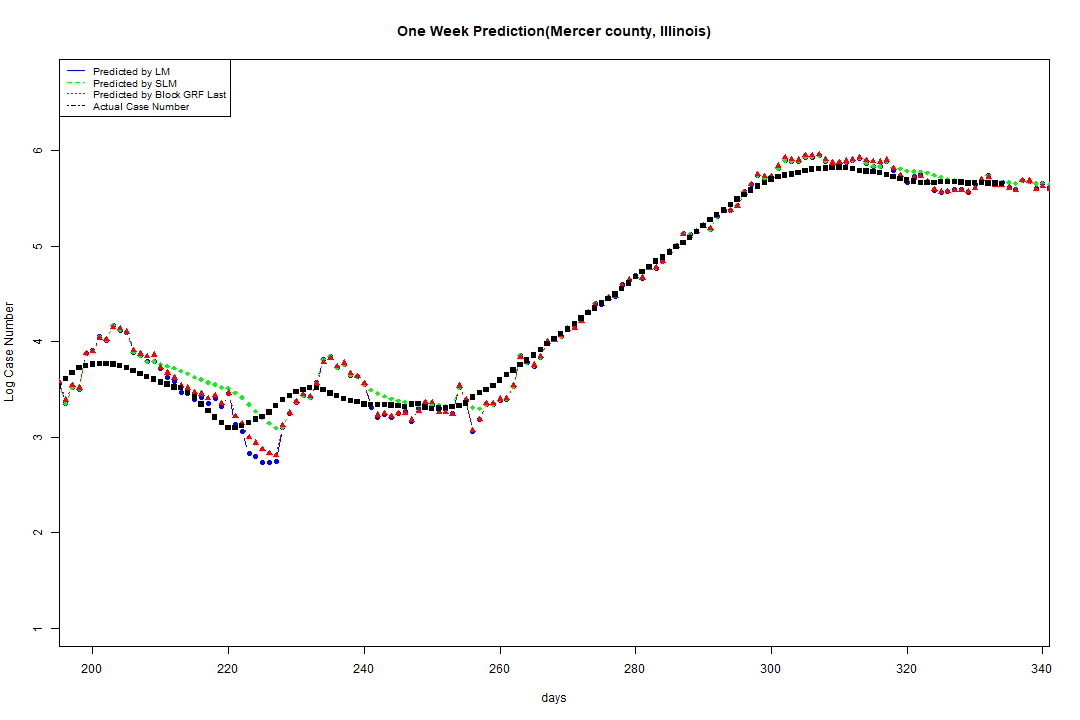 One Week Prediction(Mercer county, Illinois)
Predicted by LM
Predicted by SLM
Predicted by Block GRF Last
Actual Case Number
Log Case Number
6
5
4
3
2
1
200 220 240 260 280 300 320 340
days